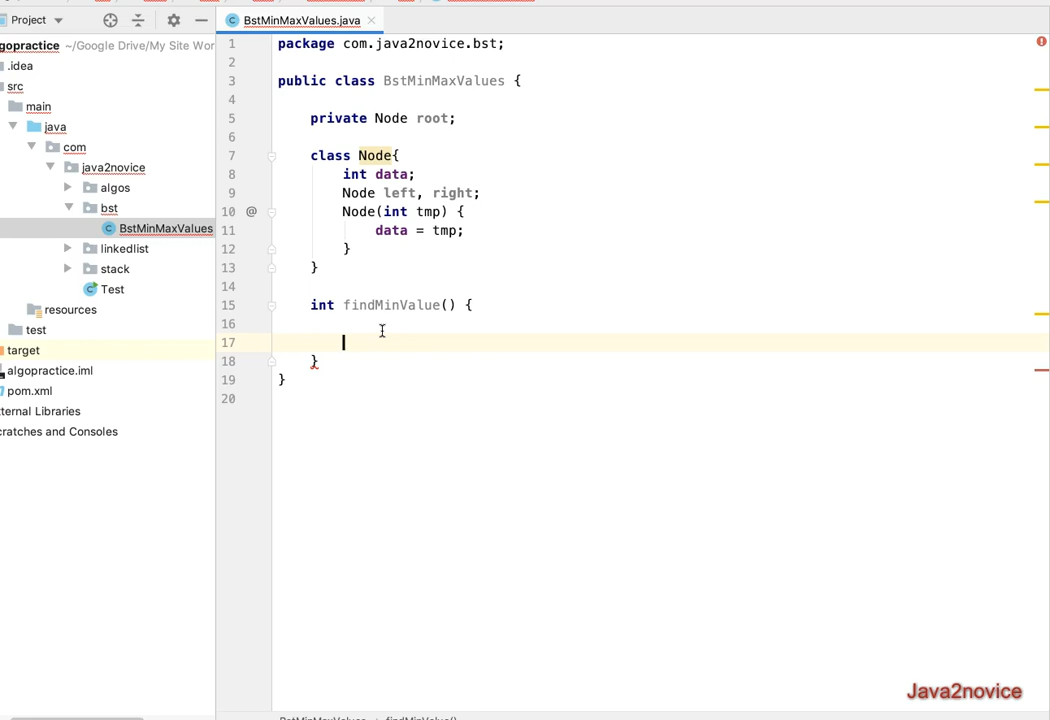 Project
BstMinMaxValues.java
gopractice ~/Google Drive/My Site Wor
.idea
src
main
java
com
java2novice
algos
bst
BstMinMaxValues
linkedlist
stack
Test
resources
test
target
algopractice.iml
pom.xml
ternal Libraries
cratches and Consoles
1 package com.java2novice.bst;
2
3 public class BstMinMaxValues {
4
5 private Node root;
6
7 class Node{
8 int data;
9 Node left, right;
10 @ Node(int tmp) {
11 data = tmp;
12 }
13 }
14
15 int findMinValue() {
16
17
18 }
19 }
20
Java2novice
BstMinMaxValues > findMinValue()